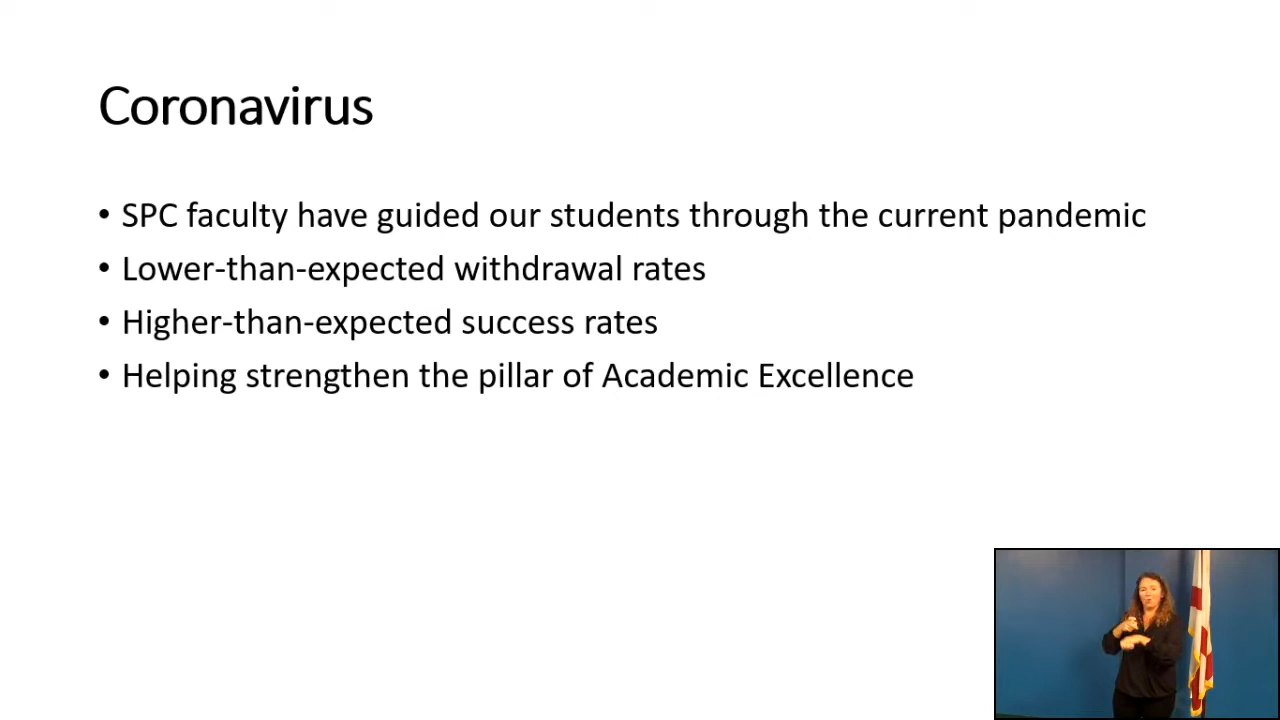 Coronavirus
• SPC faculty have guided our students through the current pandemic
• Lower-than-expected withdrawal rates
• Higher-than-expected success rates
• Helping strengthen the pillar of Academic Excellence